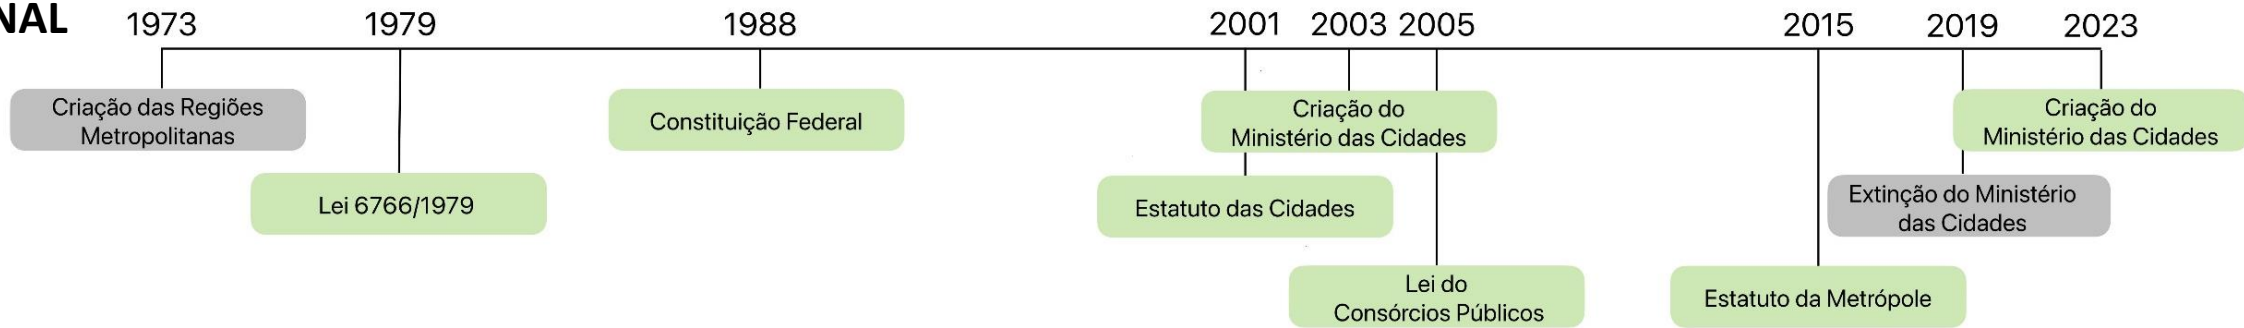 NAL
1973 1979 1988 2001 2003 2005 2015 2019 2023
Criação das Regiões
Metropolitanas
Lei 6766/1979
Constituição Federal
Criação do
Ministério das Cidades
Estatuto das Cidades
Lei do
Consórcios Públicos
Estatuto da Metrópole
Extinção do Ministério
das Cidades
Criação do
Ministério das Cidades